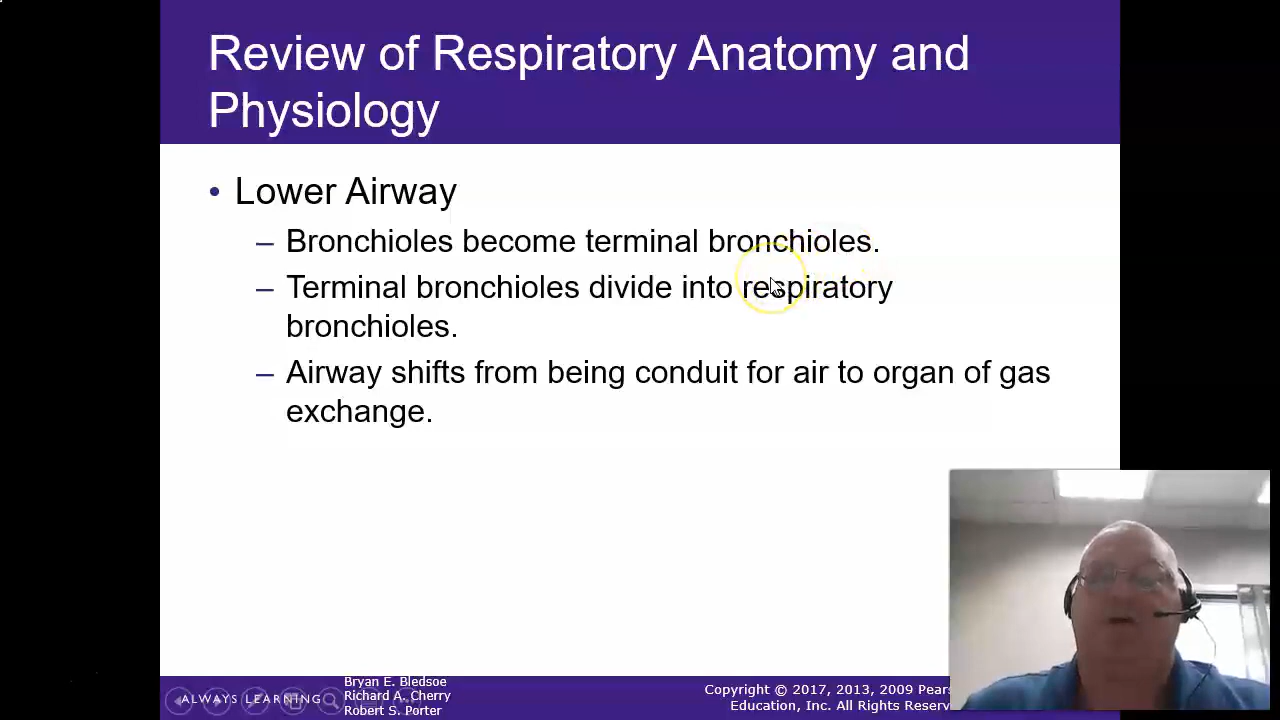 Review of Respiratory Anatomy and
Physiology
• Lower Airway
– Bronchioles become terminal bronchioles.
– Terminal bronchioles divide into respiratory
bronchioles.
– Airway shifts from being conduit for air to organ of gas
exchange.
ALWAYS LEARNING
Bryan E. Bledsoe
Richard A. Cherry
Robert S. Porter
Copyright © 2017, 2013, 2009
Education, Inc. All Rights